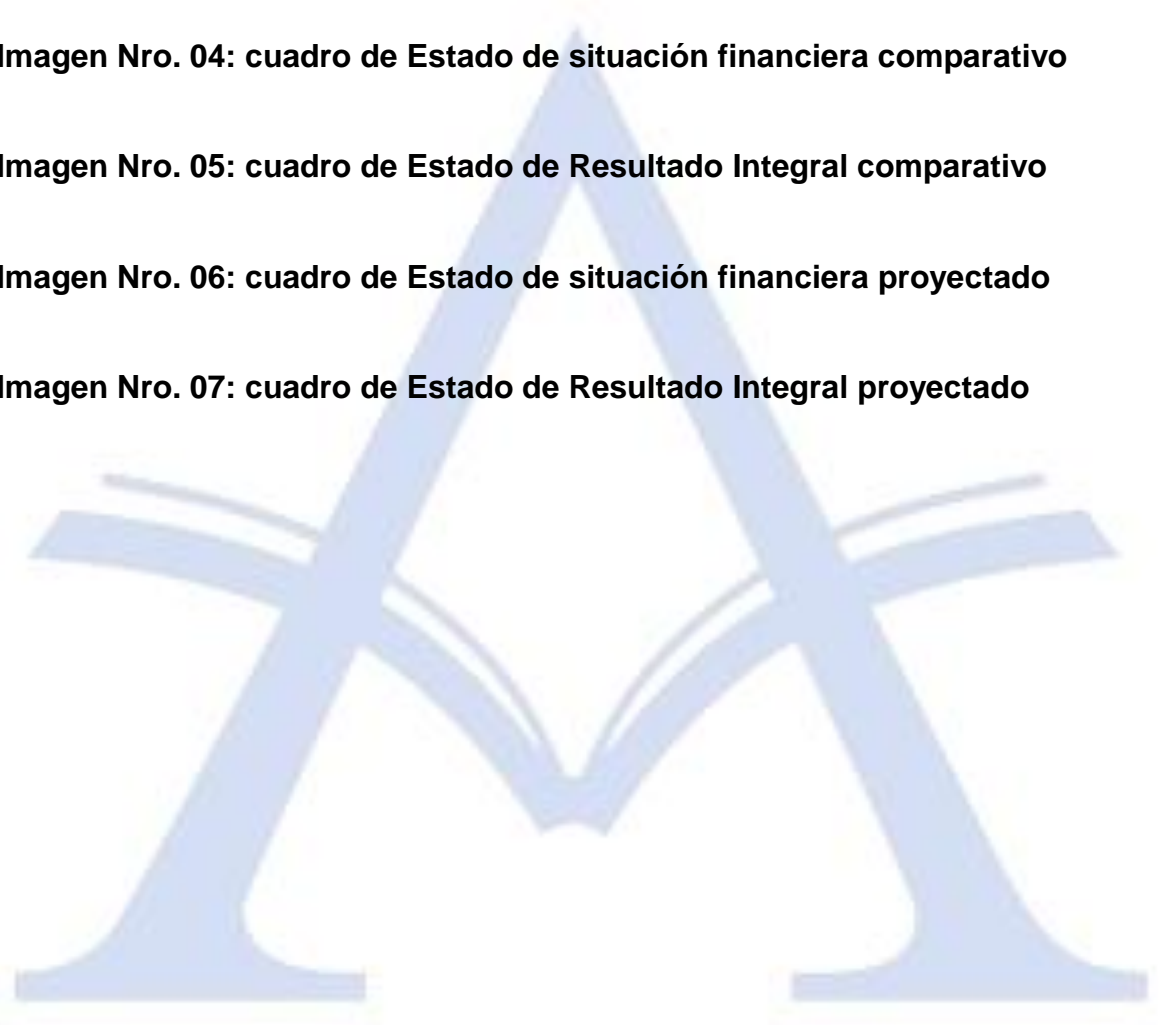 Imagen Nro. 04: cuadro de Estado de situación financiera comparativo
Imagen Nro. 05: cuadro de Estado de Resultado Integral comparativo
Imagen Nro. 06: cuadro de Estado de situación financiera proyectado
Imagen Nro. 07: cuadro de Estado de Resultado Integral proyectado